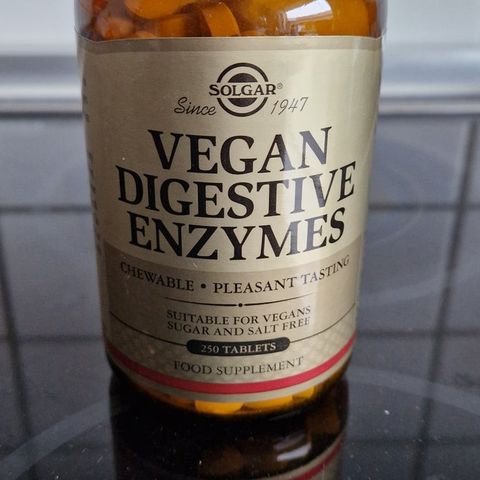 SOLGAR®
Since 1947
VEGAN
DIGESTIVE
ENZYMES
CHEWABLE • PLEASANT TASTING
SUITABLE FOR VEGANS
SUGAR AND SALT FREE
250 TABLETS
FOOD SUPPLEMENT